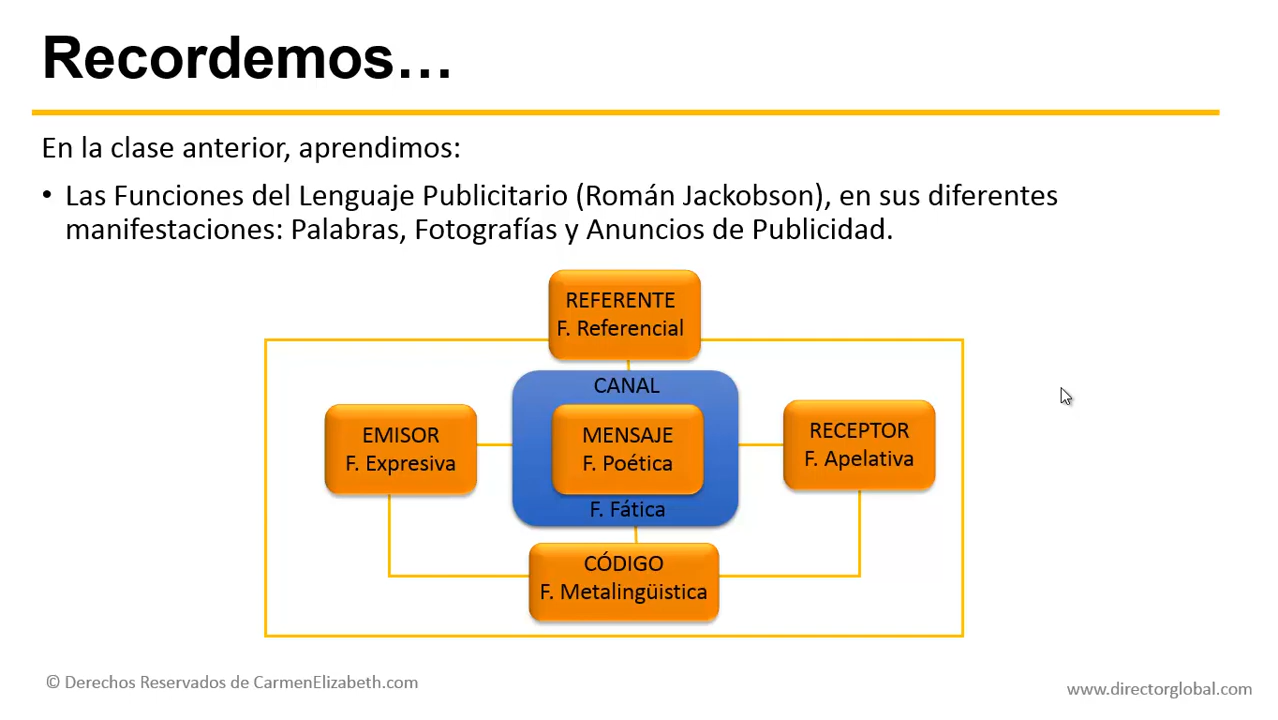 Recordemos...
En la clase anterior, aprendimos:
• Las Funciones del Lenguaje Publicitario (Román Jackobson), en sus diferentes
manifestaciones: Palabras, Fotografías y Anuncios de Publicidad.
REFERENTE
F. Referencial
CANAL
EMISOR
F. Expresiva
MENSAJE
F. Poética
RECEPTOR
F. Apelativa
F. Fática
CÓDIGO
F. Metalingüistica
© Derechos Reservados de CarmenElizabeth.com
www.directorglobal.com